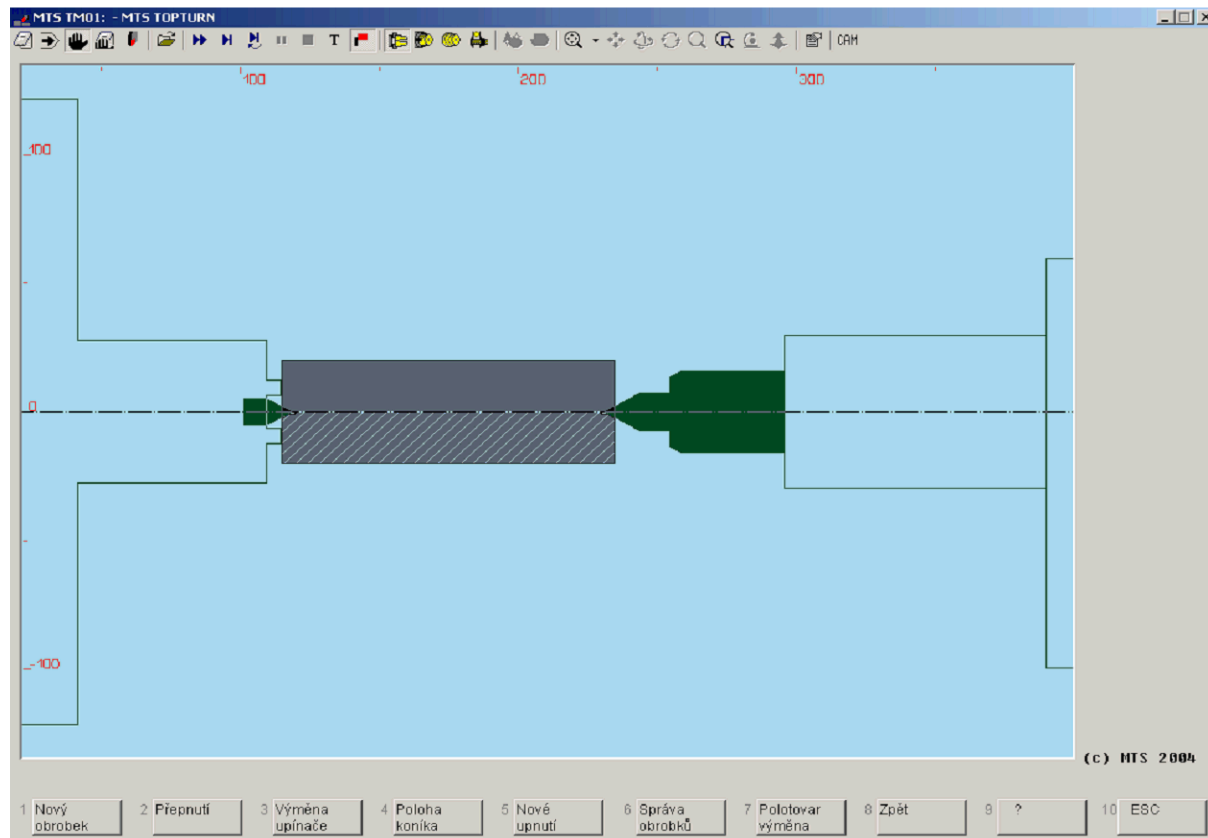 MTS TM01: - MTS TOPTURN
T
CAM
100
200
300
100
0
-100
(c) MTS 2004
1 Nový obrobek
2 Přepnutí
3 Výměna upínače
4 Poloha koníka
5 Nové upnutí
6 Správa obrobků
7 Polotovar výměna
8 Zpět
9 ?
10 ESC